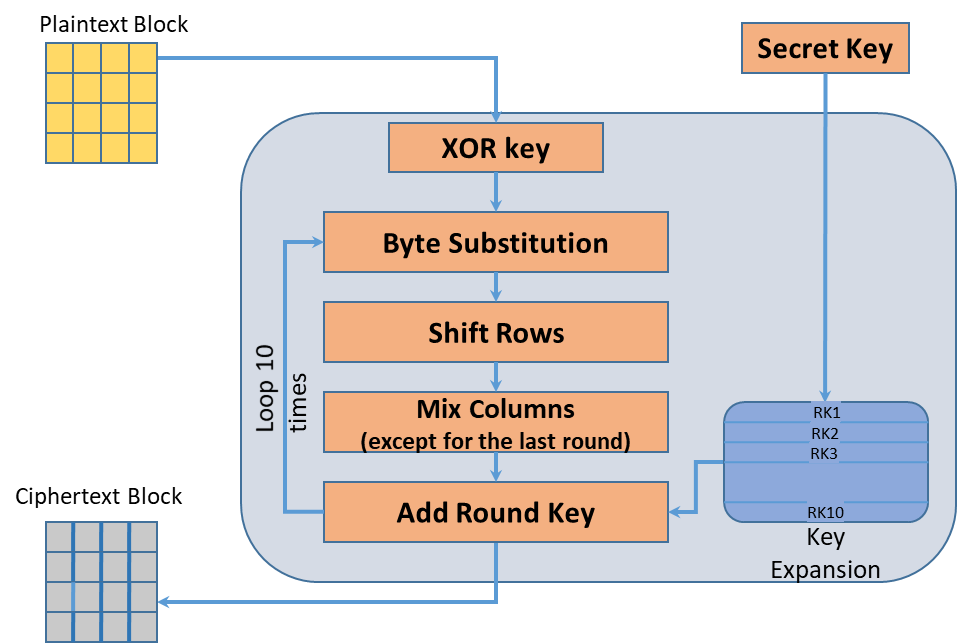 Plaintext Block
Secret Key
XOR key
Byte Substitution
Shift Rows
Loop 10
times
Mix Columns
(except for the last round)
RK1
RK2
RK3
RK10
Key
Expansion
Add Round Key
Ciphertext Block